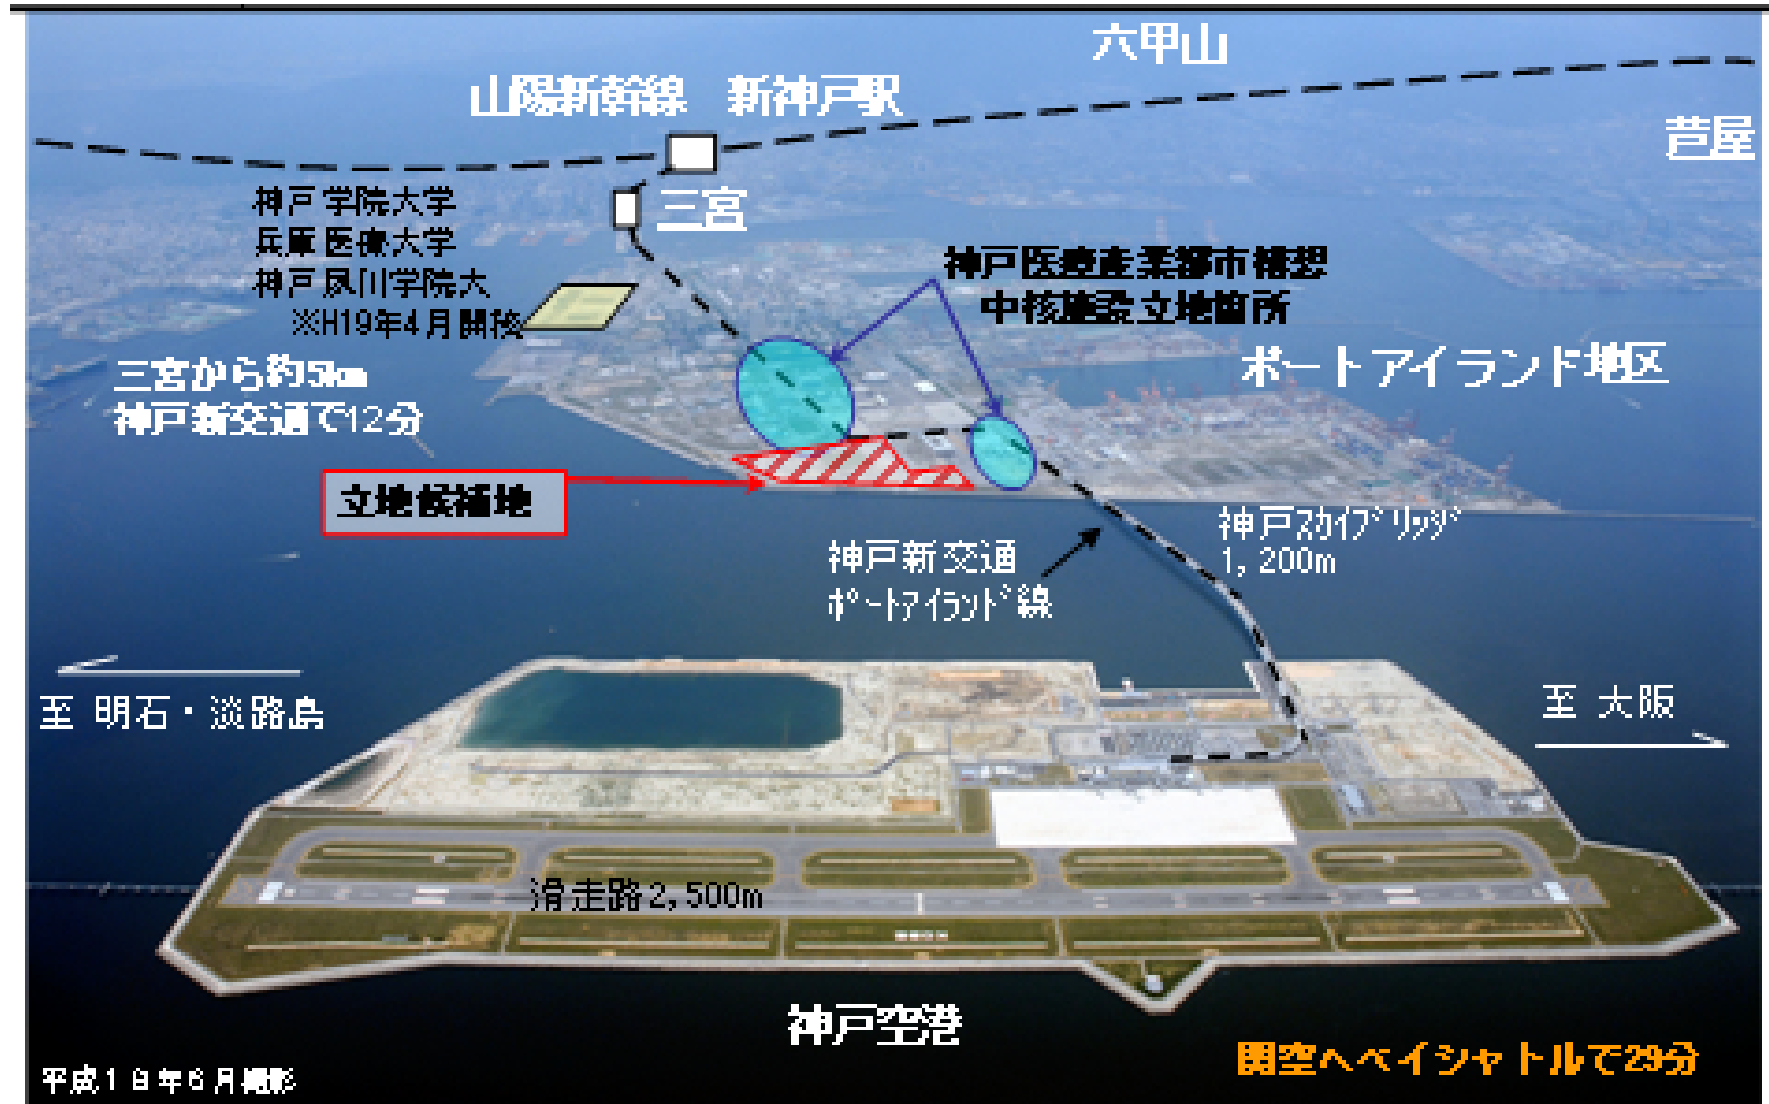 六甲山
山陽新幹線　新神戸駅
芦屋
三宮
神戸学院大学
兵庫医療大学
神戸夙川学院大
※H19年4月開校
神戸医療産業都市構想
中核施設立地箇所
三宮から約5km
神戸新交通で12分
ポートアイランド地区
立地候補地
神戸ｽｶｲﾌﾞﾘｯｼﾞ
1,200m
神戸新交通
ﾎﾟｰﾄｱｲﾗﾝﾄﾞ線
至 明石・淡路島
至 大阪
滑走路2,500m
神戸空港
関空へベイシャトルで29分
平成18年6月撮影